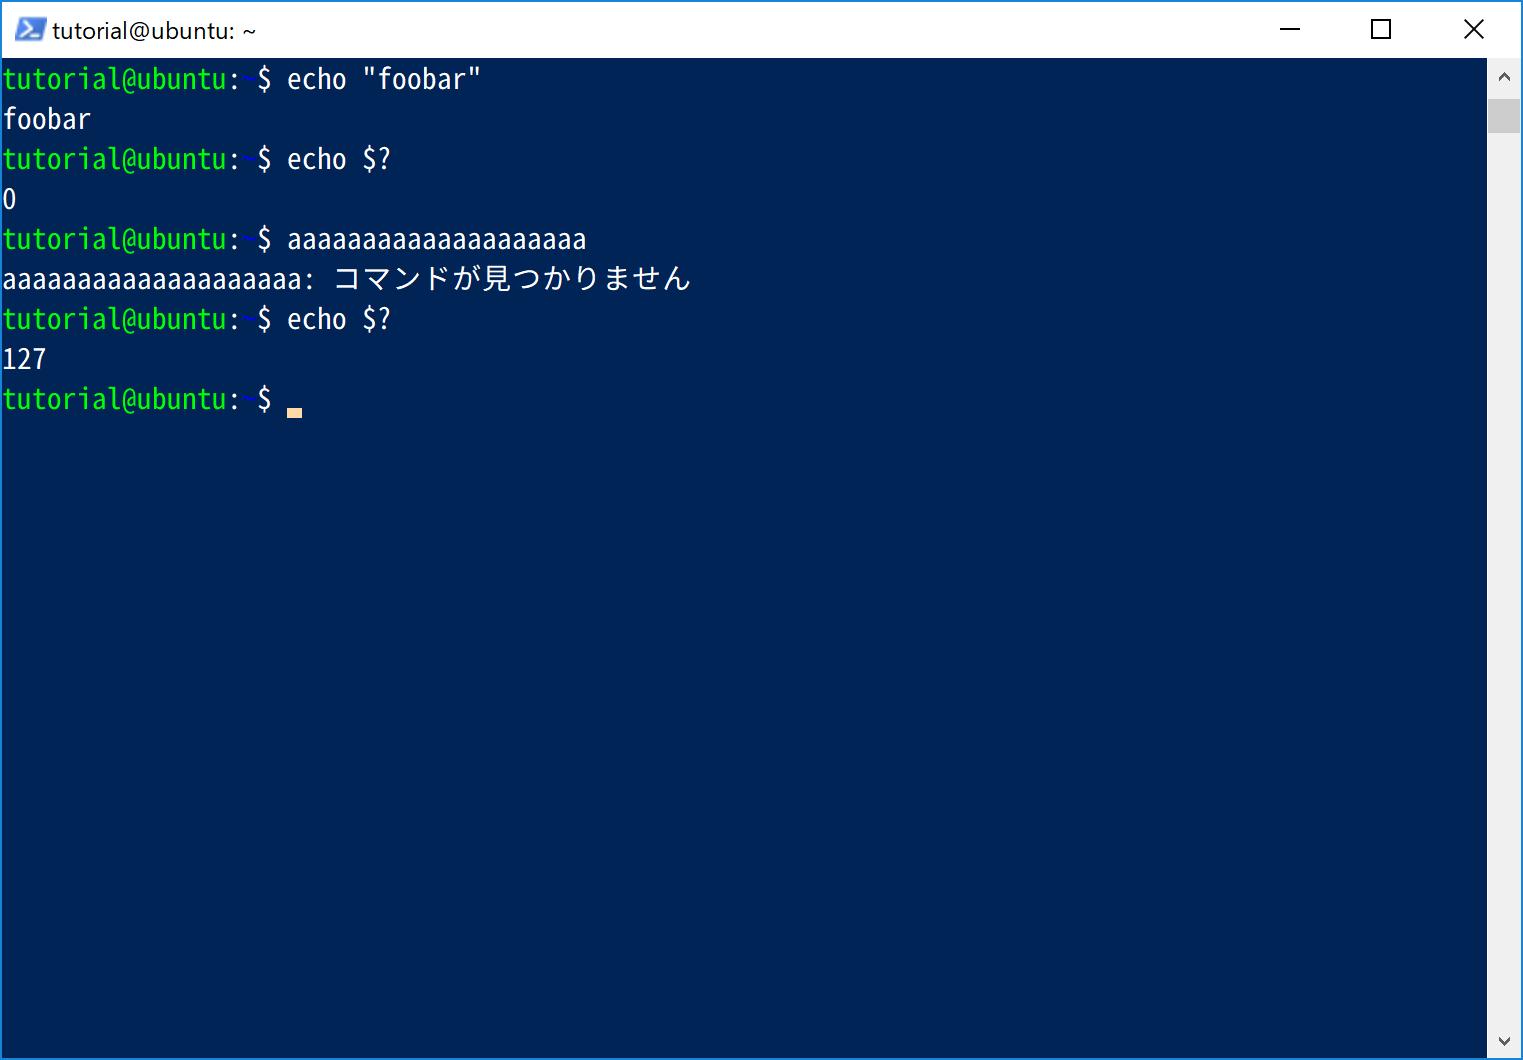 tutorial@ubuntu: ~
tutorial@ubuntu:~$ echo "foobar"
foobar
tutorial@ubuntu:~$ echo $?
0
tutorial@ubuntu:~$ aaaaaaaaaaaaaaaaaaaa
aaaaaaaaaaaaaaaaaaaa: コマンドが見つかりません
tutorial@ubuntu:~$ echo $?
127
tutorial@ubuntu:~$